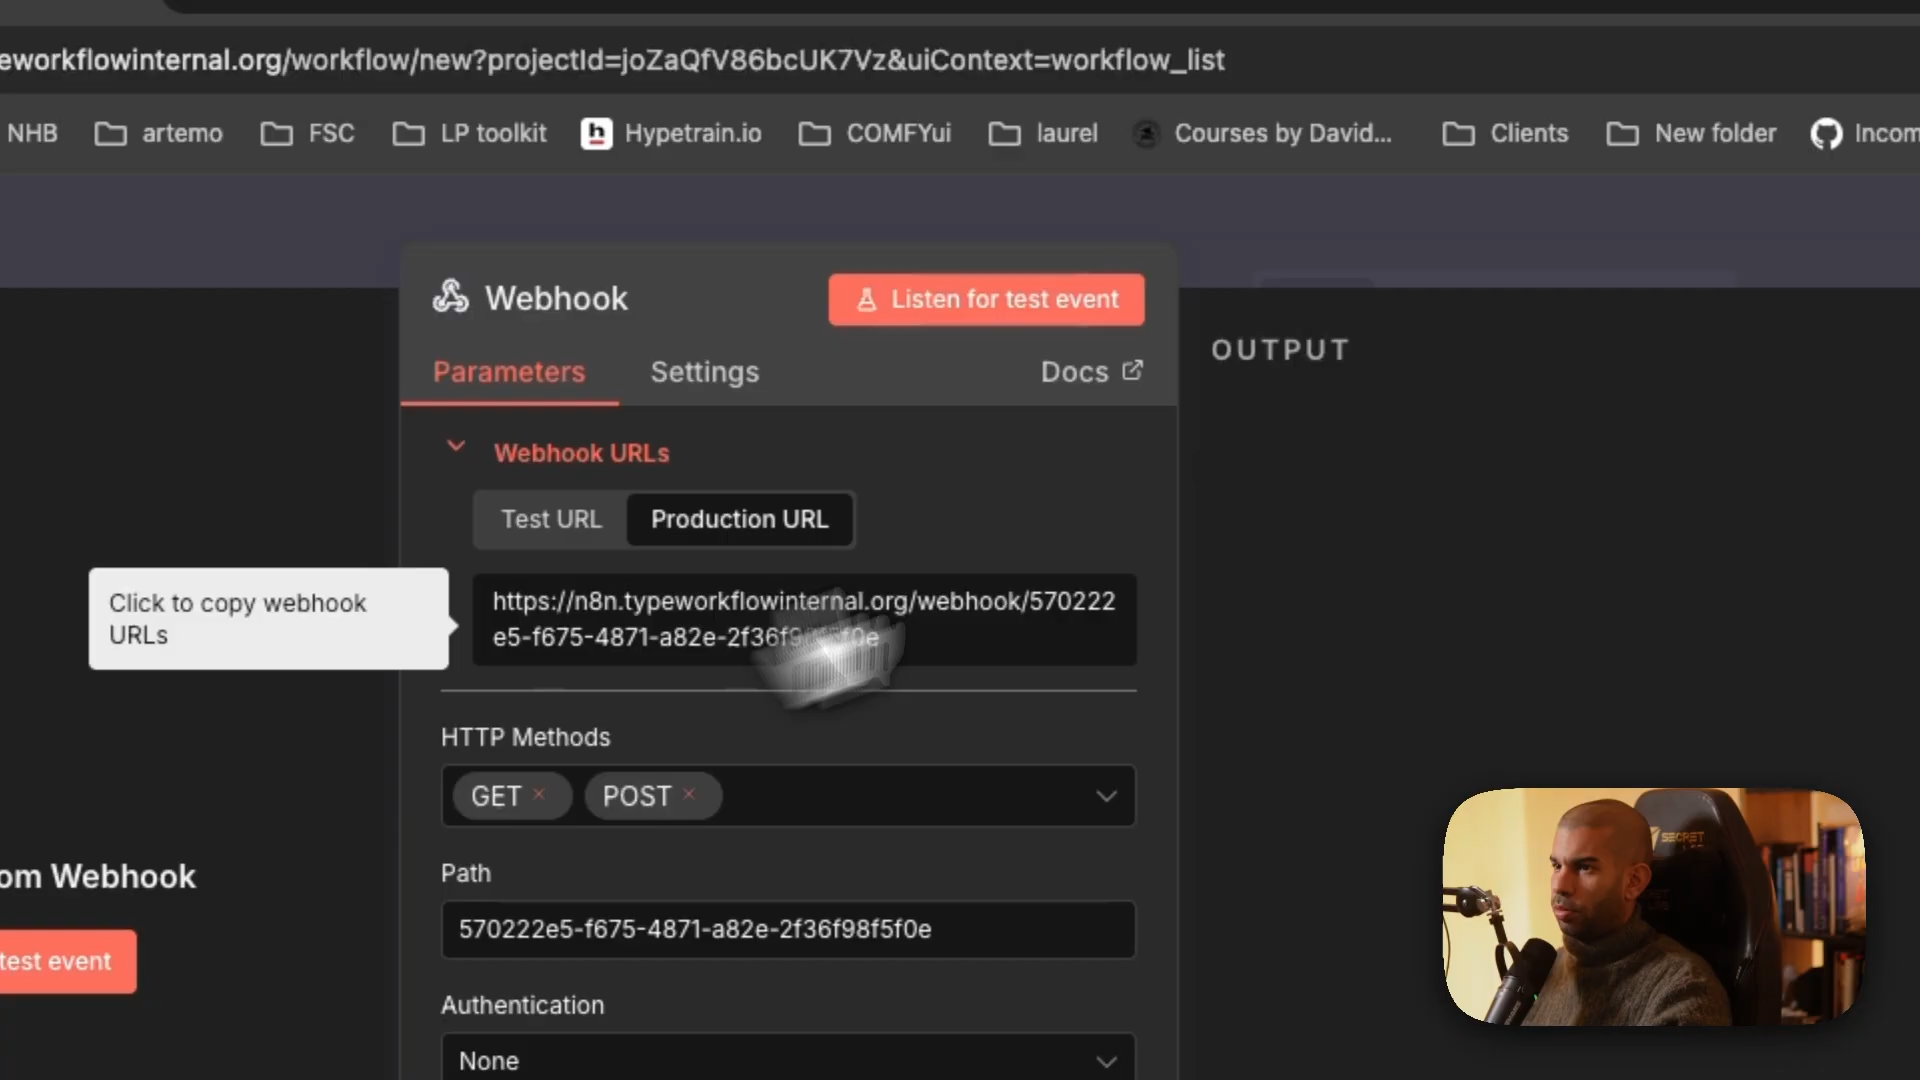 eworkflowinternal.org/workflow/new?projectId=joZaQfV86bcUK7Vz&uiContext=workflow_list
NHB artemo FSC LP toolkit Hypetrain.io COMFYui laurel Courses by David... Clients New folder Incom
Webhook
Listen for test event
OUTPUT
Parameters Settings Docs
Webhook URLs
Test URL Production URL
Click to copy webhook
URLs
https://n8n.typeworkflowinternal.org/webhook/570222
e5-f675-4871-a82e-2f36f98f5f0e
HTTP Methods
GET POST
Path
570222e5-f675-4871-a82e-2f36f98f5f0e
om Webhook
test event
Authentication
None
SECRET